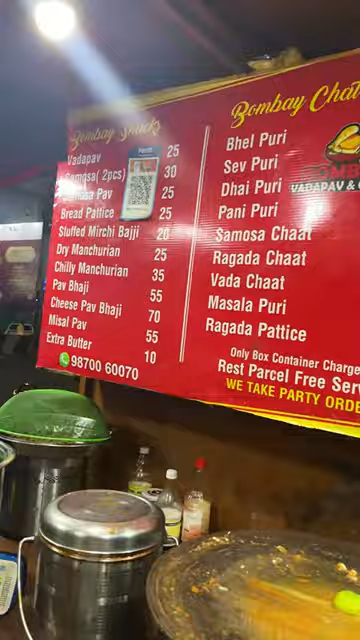 Bombay Snacks
Vadapav 25
Samosa( 2pcs) 30
Samosa Pav 25
Bread Pattice 25
Stuffed Mirchi Bajji 20
Dry Manchurian 25
Chilly Manchurian 35
Pav Bhaji 55
Cheese Pav Bhaji 70
Misal Pav 55
Extra Butter 10
98700 60070
Bombay Chat
Bhel Puri
Sev Puri
Dhai Puri
Pani Puri
Samosa Chaat
Ragada Chaat
Vada Chaat
Masala Puri
Ragada Pattice
OMB
VADAPAV &
Only Box Container Charge
Rest Parcel Free Ser
WE TAKE PARTY ORDE